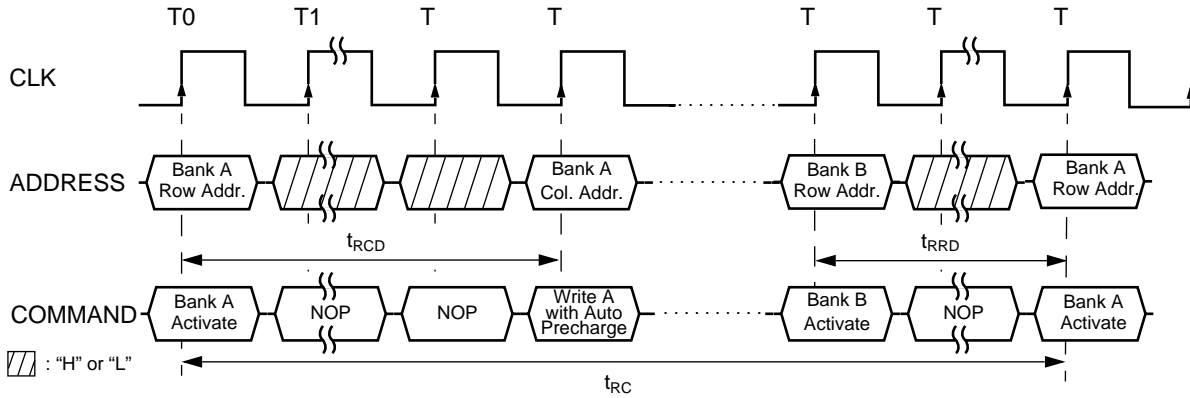 T0 T1 T T T T T
CLK
ADDRESS
Bank A
Row Addr.
Bank A
Col. Addr.
Bank B
Row Addr.
Bank A
Row Addr.
tRCD
tRRD
COMMAND
Bank A
Activate
NOP
NOP
Write A
with Auto
Precharge
Bank B
Activate
NOP
Bank A
Activate
: “H” or “L”
tRC